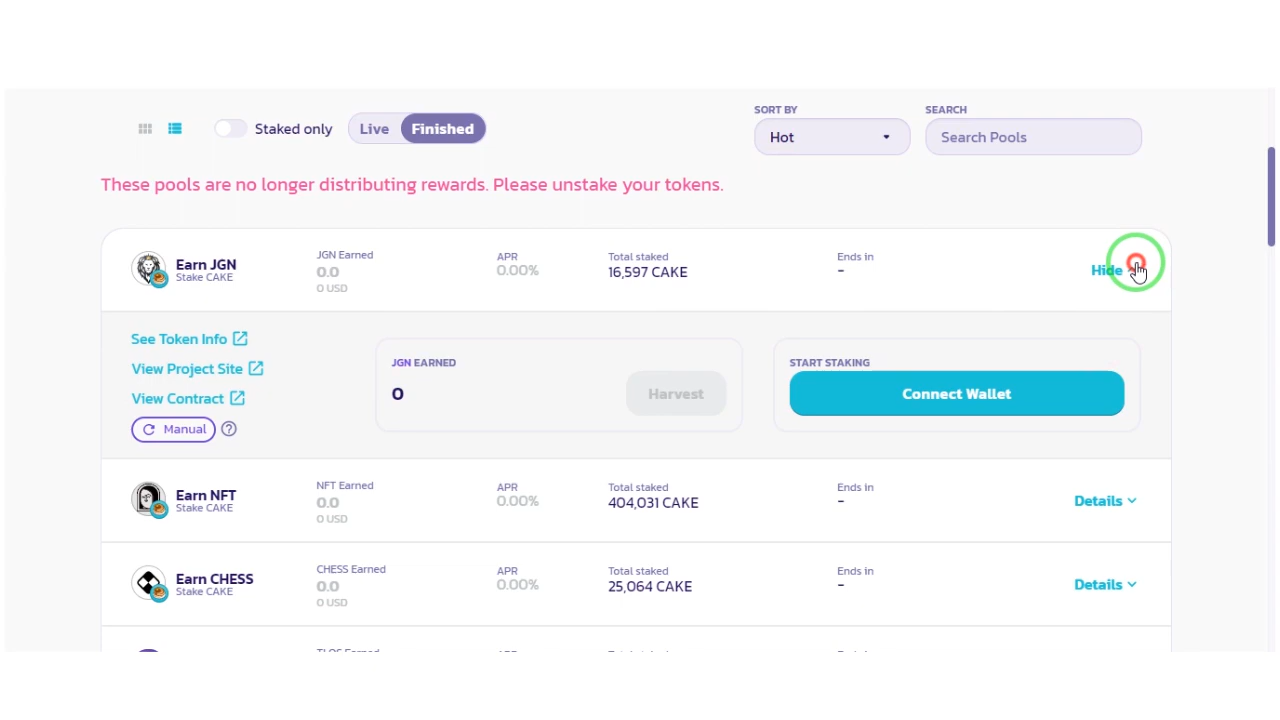 Staked only
Live
Finished
SORT BY
Hot
SEARCH
Search Pools
These pools are no longer distributing rewards. Please unstake your tokens.
Earn JGN
Stake CAKE
JGN Earned
0.0
0 USD
APR
0.00%
Total staked
16,597 CAKE
Ends in
-
Hide
See Token Info
View Project Site
View Contract
Manual
JGN EARNED
0
Harvest
START STAKING
Connect Wallet
Earn NFT
Stake CAKE
NFT Earned
0.0
0 USD
APR
0.00%
Total staked
404,031 CAKE
Ends in
-
Details
Earn CHESS
Stake CAKE
CHESS Earned
0.0
0 USD
APR
0.00%
Total staked
25,064 CAKE
Ends in
-
Details